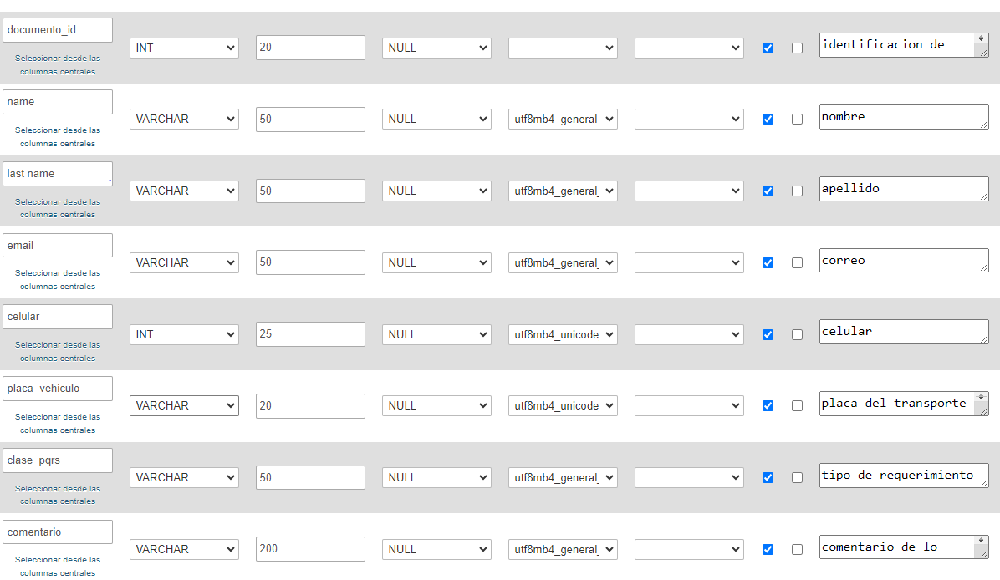 documento_id
Seleccionar desde las
columnas centrales
INT
20
NULL
identificacion de
name
Seleccionar desde las
columnas centrales
VARCHAR
50
NULL
utf8mb4_general_
nombre
last name
Seleccionar desde las
columnas centrales
VARCHAR
50
NULL
utf8mb4_general_
apellido
email
Seleccionar desde las
columnas centrales
VARCHAR
50
NULL
utf8mb4_general_
correo
celular
Seleccionar desde las
columnas centrales
INT
25
NULL
utf8mb4_unicode_
celular
placa_vehiculo
Seleccionar desde las
columnas centrales
VARCHAR
20
NULL
utf8mb4_unicode_
placa del transporte
clase_pqrs
Seleccionar desde las
columnas centrales
VARCHAR
50
NULL
utf8mb4_general_
tipo de requerimiento
comentario
Seleccionar desde las
columnas centrales
VARCHAR
200
NULL
utf8mb4_general_
comentario de lo